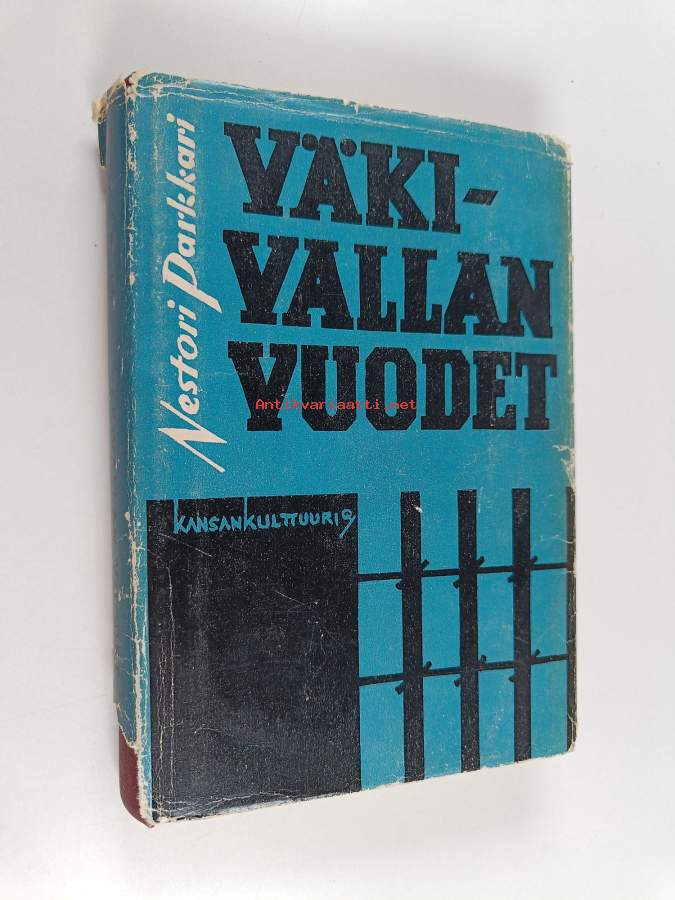 Nestori Parkkari
VÄKI-
VALLAN
VUODET
Antikvariaatti.net
KANSANKULTTUURI OY